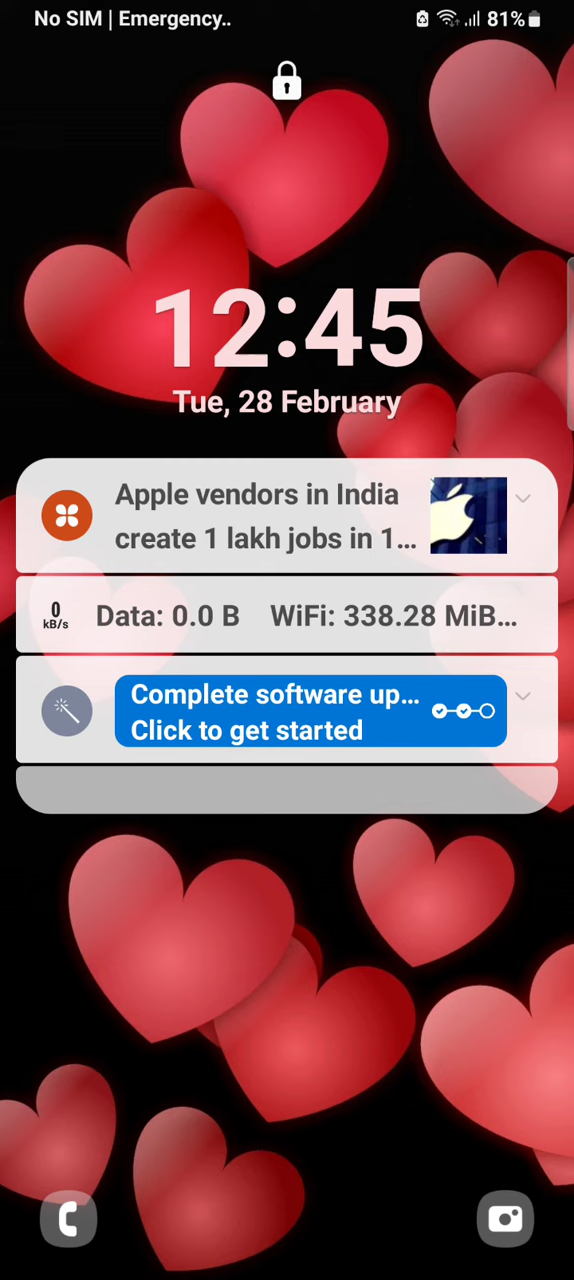 No SIM | Emergency..
81%
12:45
Tue, 28 February
Apple vendors in India
create 1 lakh jobs in 1...
0
kB/s
Data: 0.0 B WiFi: 338.28 MiB...
Complete software up...
Click to get started